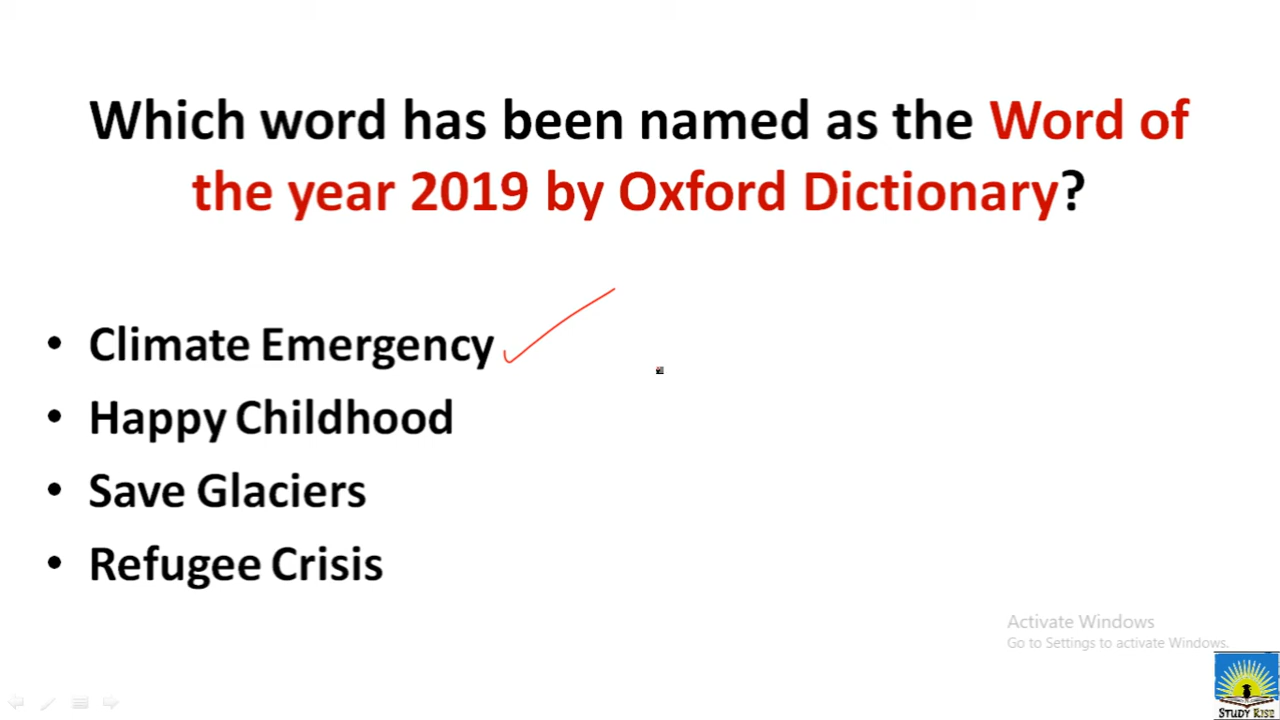 Which word has been named as the Word of
the year 2019 by Oxford Dictionary?
• Climate Emergency
• Happy Childhood
• Save Glaciers
• Refugee Crisis
Activate Windows
Go to Settings to activate Windows.
STUDY RISE